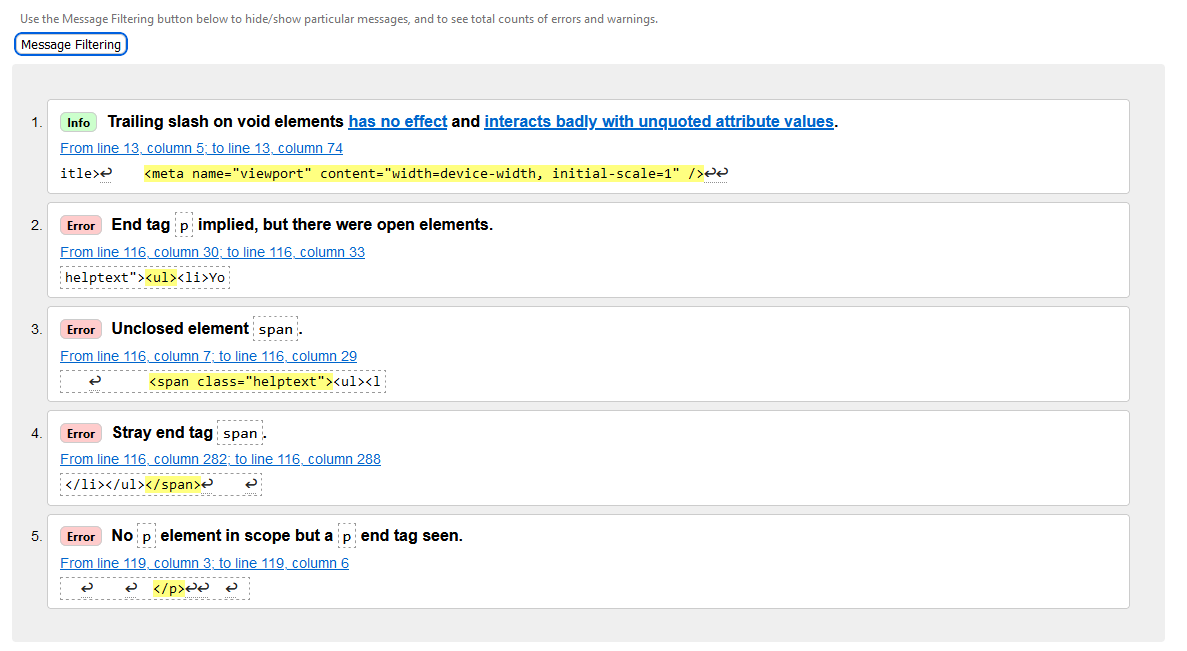 Use the Message Filtering button below to hide/show particular messages, and to see total counts of errors and warnings.
Message Filtering
1. Info Trailing slash on void elements has no effect and interacts badly with unquoted attribute values.
From line 13, column 5; to line 13, column 74
itle>↩ <meta name="viewport" content="width=device-width, initial-scale=1" />↩↩
2. Error End tag p implied, but there were open elements.
From line 116, column 30; to line 116, column 33
helptext"><ul><li>Yo
3. Error Unclosed element span.
From line 116, column 7; to line 116, column 29
↩ <span class="helptext"><ul><l
4. Error Stray end tag span.
From line 116, column 282; to line 116, column 288
</li></ul></span>↩ ↩
5. Error No p element in scope but a p end tag seen.
From line 119, column 3; to line 119, column 6
↩ ↩ </p>↩↩ ↩